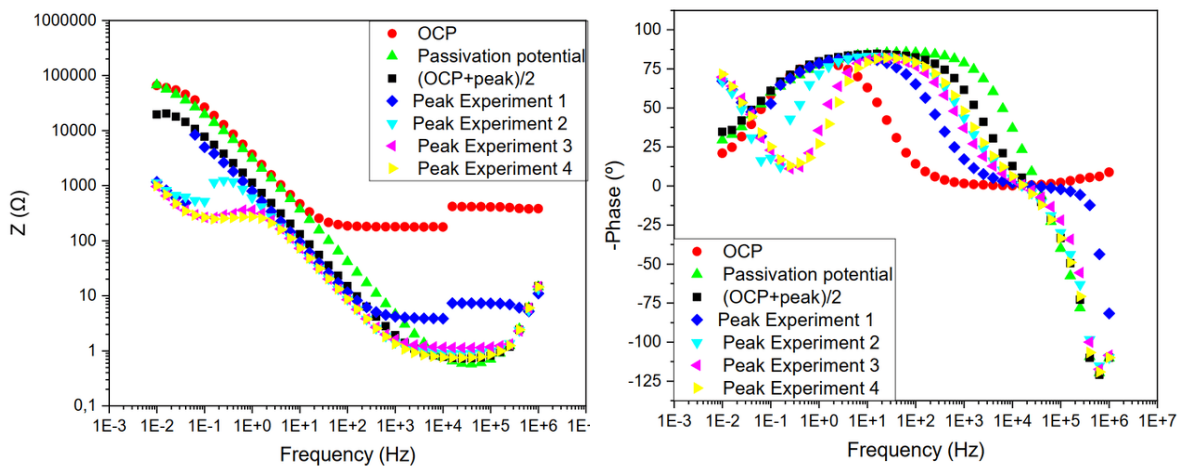 1000000
100000
10000
1000
100
10
1
0,1
Z (Ω)
1E-3 1E-2 1E-1 1E+0 1E+1 1E+2 1E+3 1E+4 1E+5 1E+6 1E-
Frequency (Hz)
OCP
Passivation potential
(OCP+peak)/2
Peak Experiment 1
Peak Experiment 2
Peak Experiment 3
Peak Experiment 4
100
75
50
25
0
-25
-50
-75
-100
-125
-Phase (º)
1E-3 1E-2 1E-1 1E+0 1E+1 1E+2 1E+3 1E+4 1E+5 1E+6 1E+7
Frequency (Hz)
OCP
Passivation potential
(OCP+peak)/2
Peak Experiment 1
Peak Experiment 2
Peak Experiment 3
Peak Experiment 4